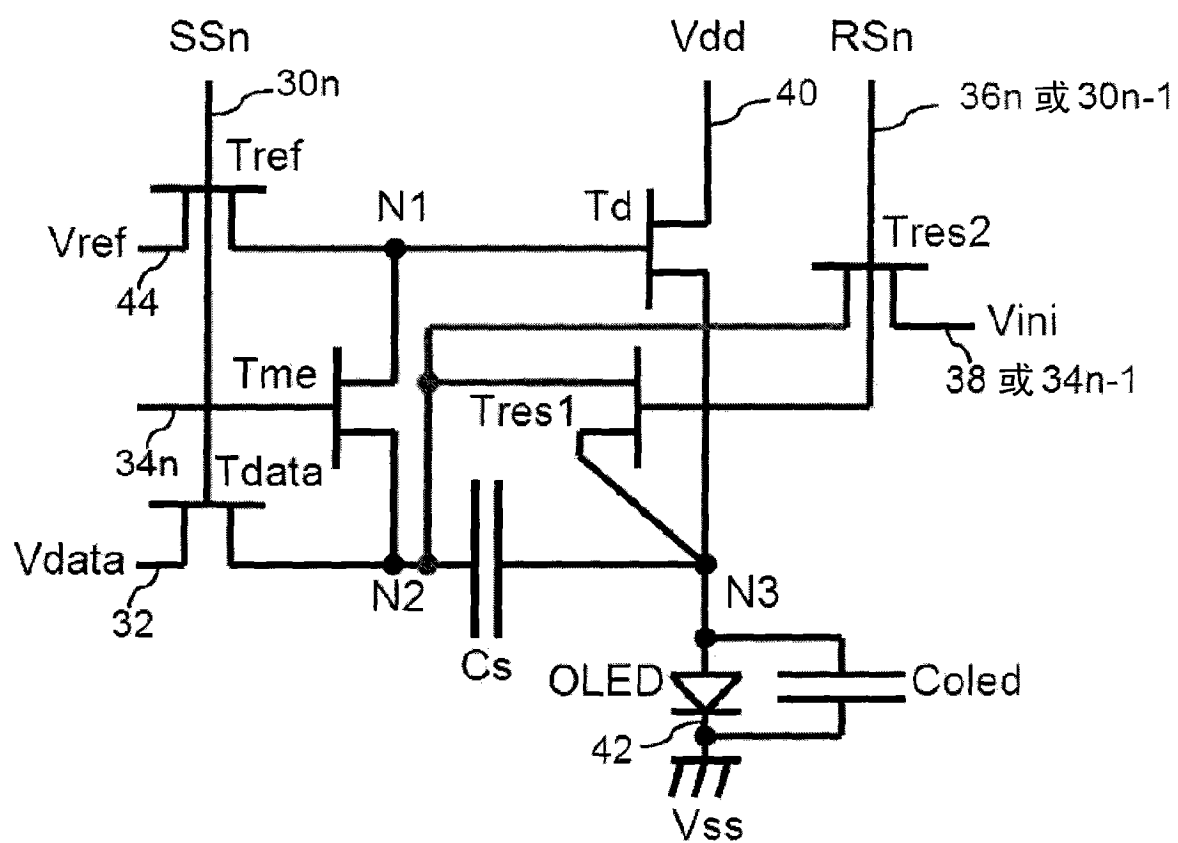 SSn
Vdd
RSn
30n
40
36n 或 30n-1
Tref
N1
Td
Tres2
Vref
44
Vini
Tme
38 或 34n-1
Tres1
34n
Tdata
Vdata
N2
N3
32
Cs
OLED
Coled
42
Vss